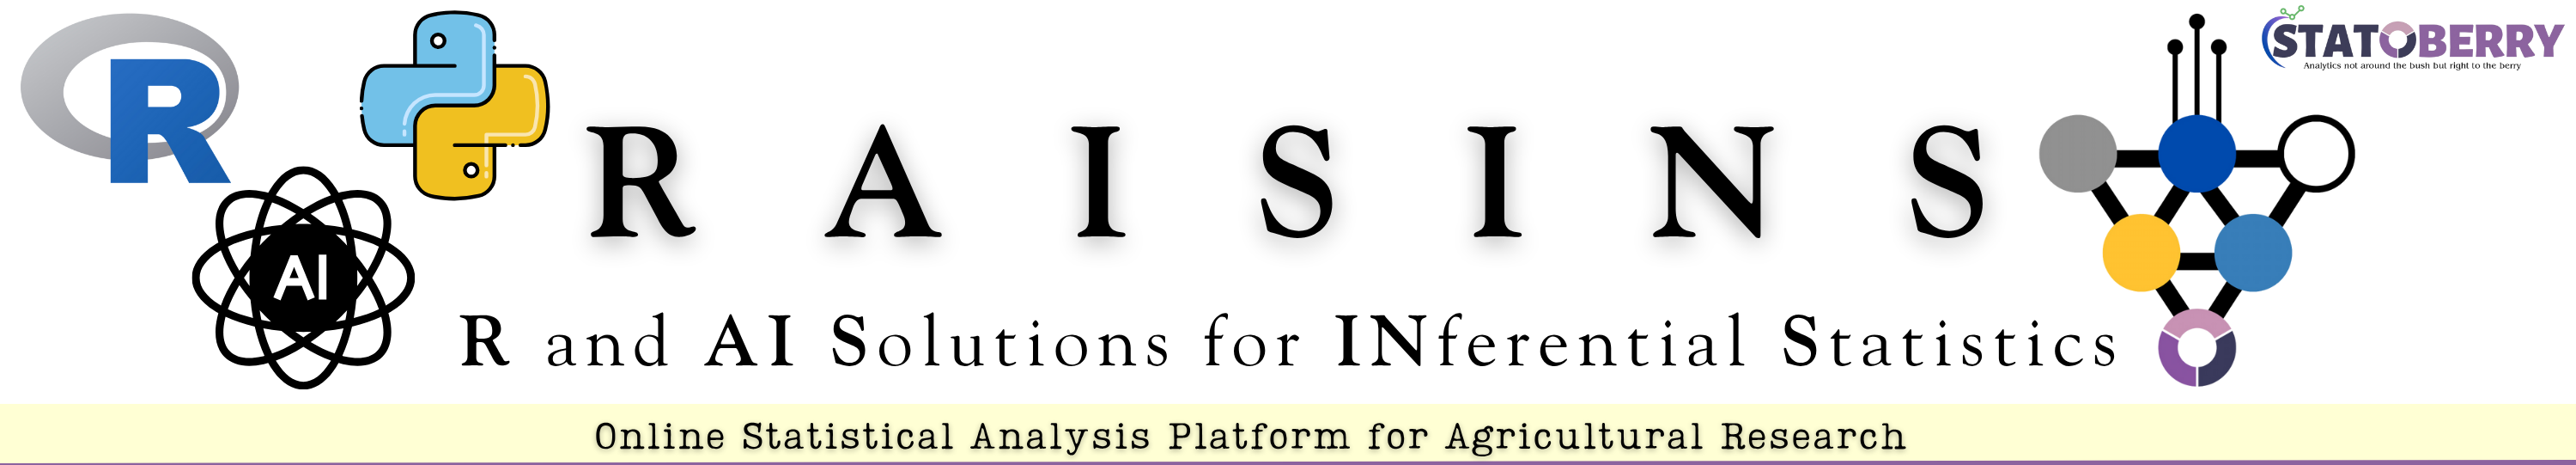 R
AI
STATOBERRY
Analytics not around the bush but right to the berry
RAISINS
R and AI Solutions for INferential Statistics
Online Statistical Analysis Platform for Agricultural Research